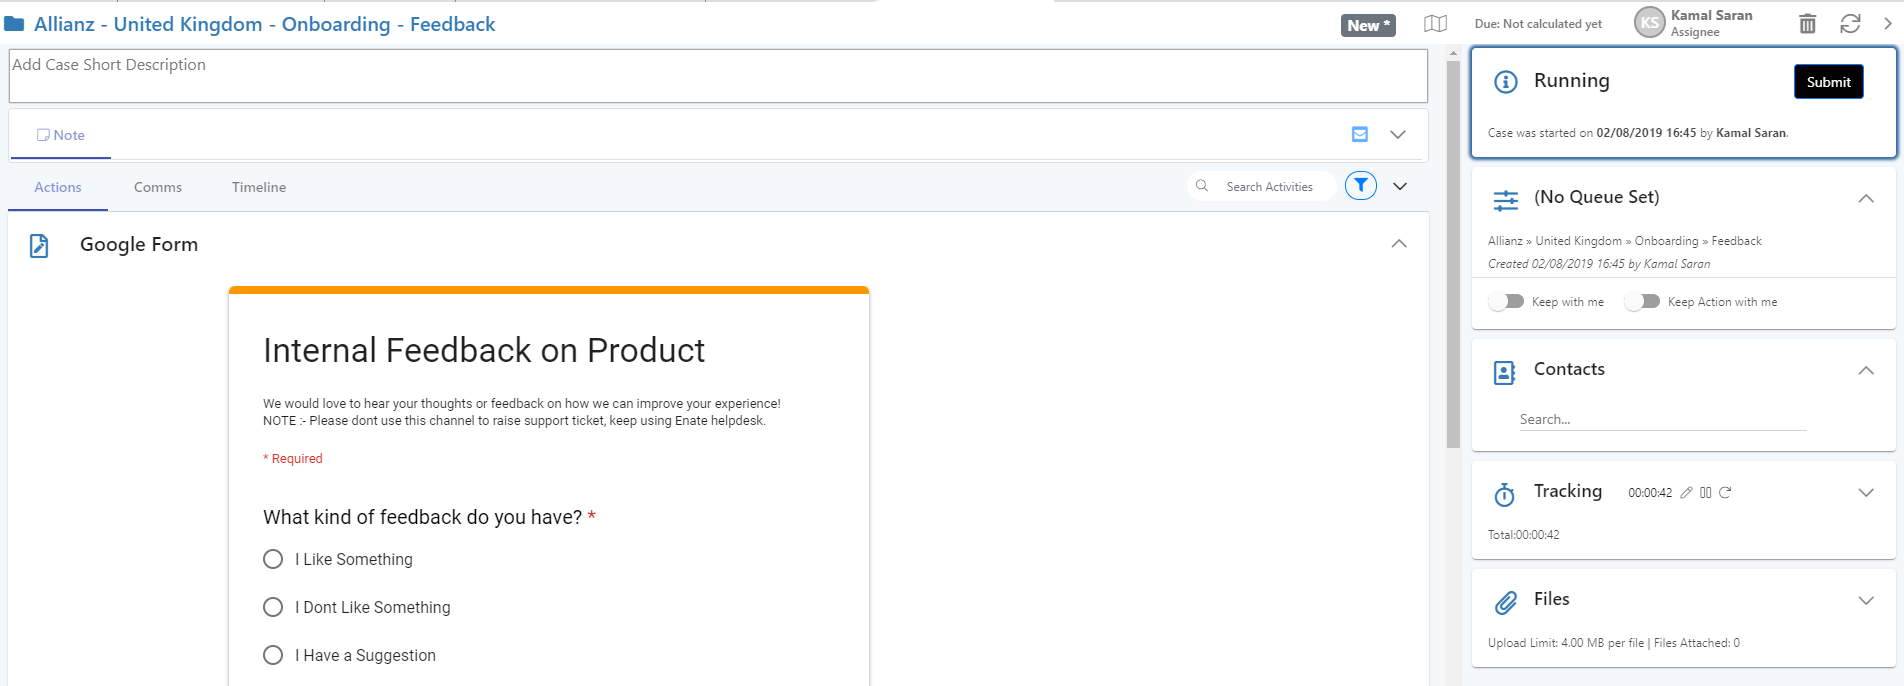 Allianz - United Kingdom - Onboarding - Feedback
New *
Due: Not calculated yet
KS
Kamal Saran
Assignee
Add Case Short Description
Note
Actions
Comms
Timeline
Search Activities
Google Form
Internal Feedback on Product
We would love to hear your thoughts or feedback on how we can improve your experience!
NOTE :- Please dont use this channel to raise support ticket, keep using Enate helpdesk.
* Required
What kind of feedback do you have? *
I Like Something
I Dont Like Something
I Have a Suggestion
Running
Submit
Case was started on 02/08/2019 16:45 by Kamal Saran.
(No Queue Set)
Allianz » United Kingdom » Onboarding » Feedback
Created 02/08/2019 16:45 by Kamal Saran
Keep with me
Keep Action with me
Contacts
Search...
Tracking
00:00:42
Total:00:00:42
Files
Upload Limit: 4.00 MB per file | Files Attached: 0